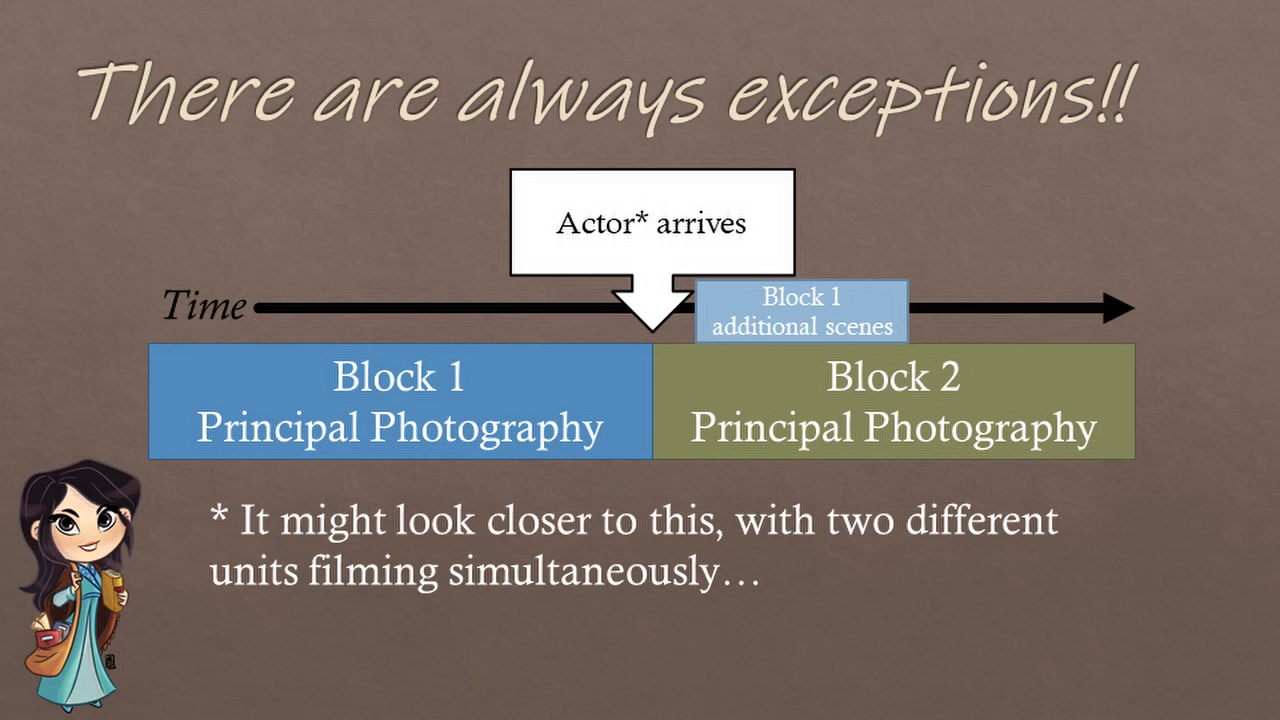 There are always exceptions!!
Actor* arrives
Time
Block 1
additional scenes
Block 1
Principal Photography
Block 2
Principal Photography
* It might look closer to this, with two different
units filming simultaneously…